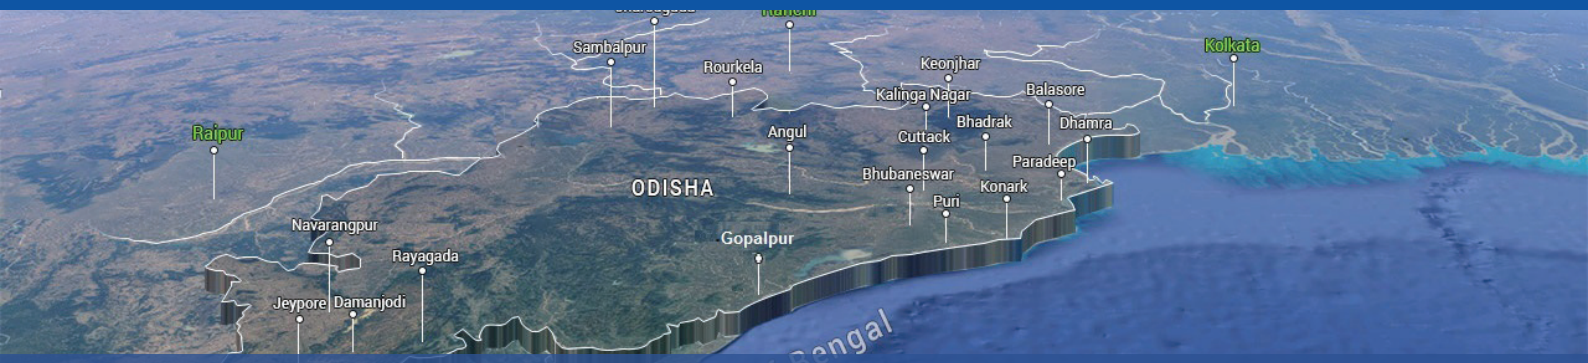 Sambalpur
Rourkela
Keonjhar
Kolkata
Kalinga Nagar
Balasore
Raipur
Angul
Cuttack
Bhadrak
Dhamra
Paradeep
Bhubaneswar
ODISHA
Konark
Puri
Navarangpur
Gopalpur
Rayagada
Jeypore
Damanjodi
Bengal